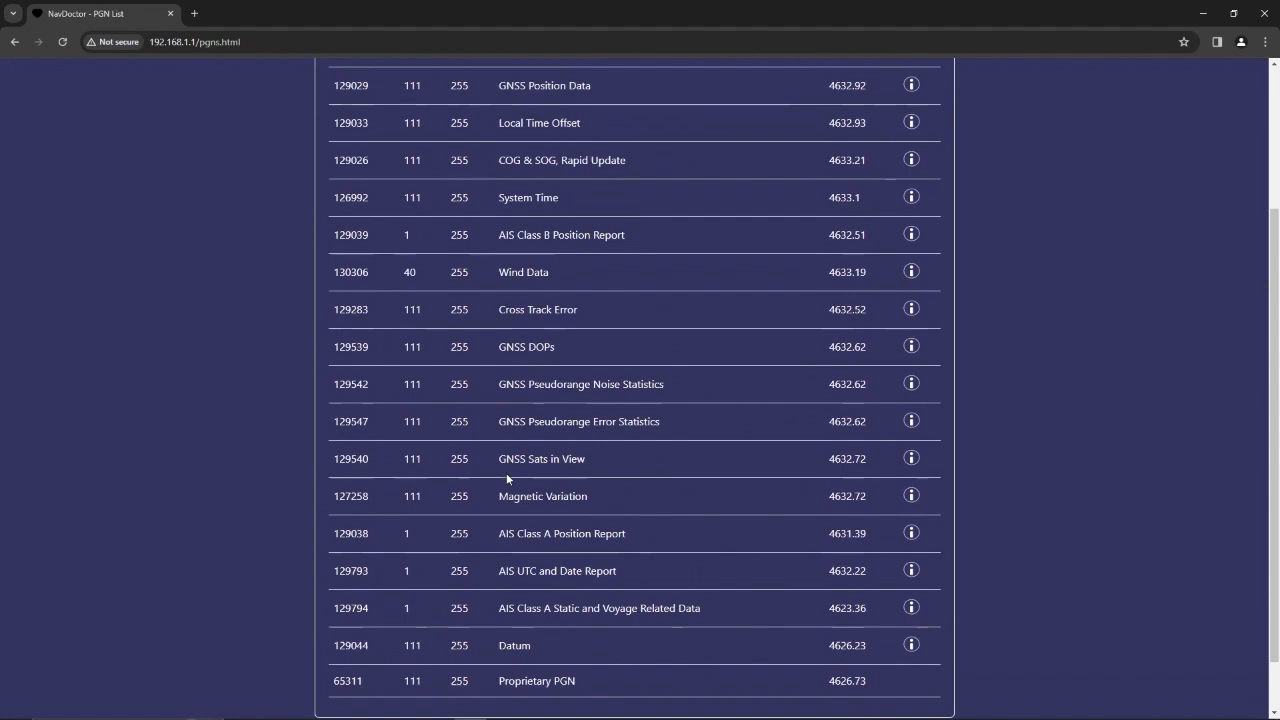 NavDoctor - PGN List
Not secure 192.168.1.1/pgns.html
129029 111 255 GNSS Position Data 4632.92
129033 111 255 Local Time Offset 4632.93
129026 111 255 COG & SOG, Rapid Update 4633.21
126992 111 255 System Time 4633.1
129039 1 255 AIS Class B Position Report 4632.51
130306 40 255 Wind Data 4633.19
129283 111 255 Cross Track Error 4632.52
129539 111 255 GNSS DOPs 4632.62
129542 111 255 GNSS Pseudorange Noise Statistics 4632.62
129547 111 255 GNSS Pseudorange Error Statistics 4632.62
129540 111 255 GNSS Sats in View 4632.72
127258 111 255 Magnetic Variation 4632.72
129038 1 255 AIS Class A Position Report 4631.39
129793 1 255 AIS UTC and Date Report 4632.22
129794 1 255 AIS Class A Static and Voyage Related Data 4623.36
129044 111 255 Datum 4626.23
65311 111 255 Proprietary PGN 4626.73